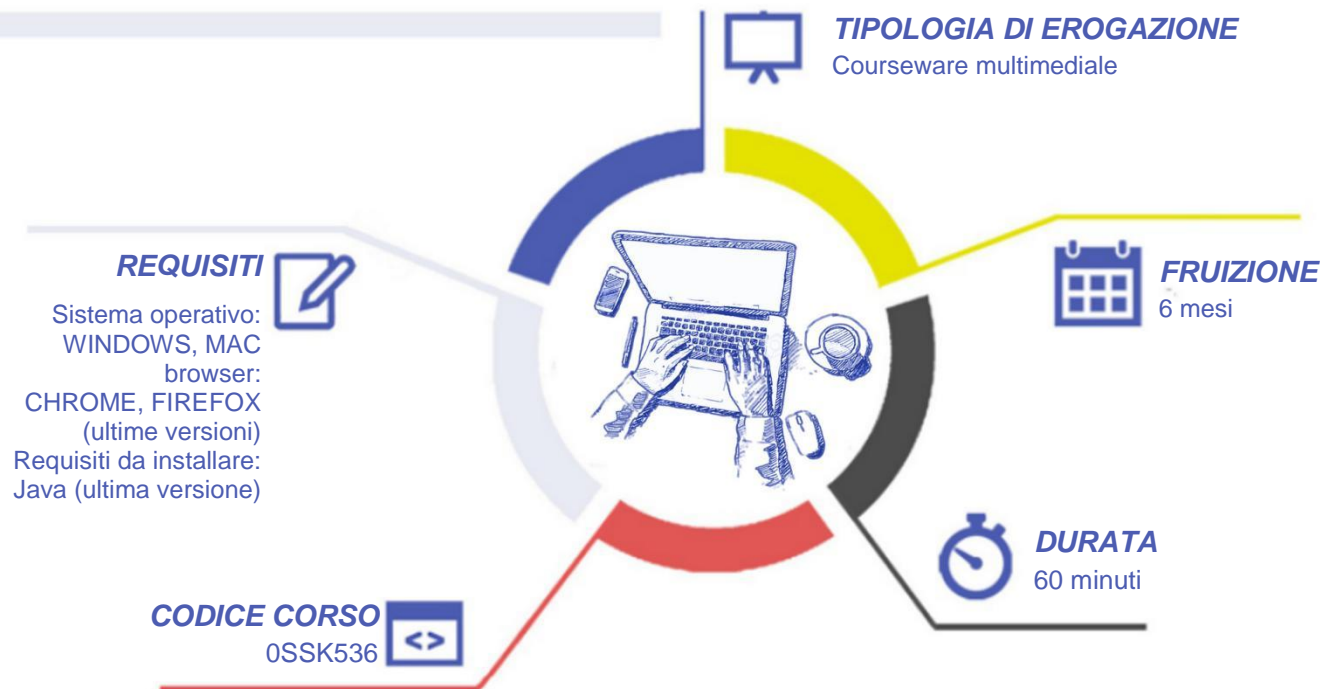 TIPOLOGIA DI EROGAZIONE
Courseware multimediale
REQUISITI
Sistema operativo:
WINDOWS, MAC
browser:
CHROME, FIREFOX
(ultime versioni)
Requisiti da installare:
Java (ultima versione)
FRUIZIONE
6 mesi
DURATA
60 minuti
CODICE CORSO
0SSK536